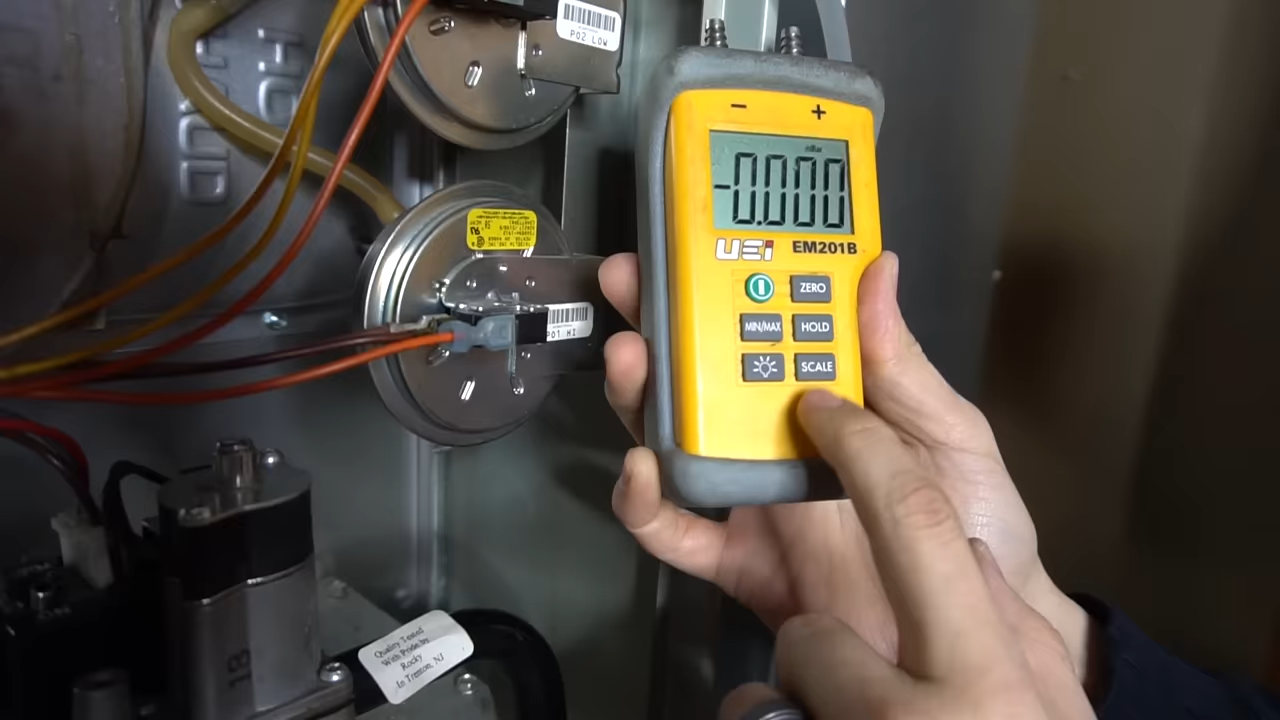 P02 LOW
− +
mBar
-0.000
UEi EM201B
ZERO
MIN/MAX HOLD
SCALE
P01 HI
18
Quality Tested
With Pride by
Rocky
In Trenton, NJ